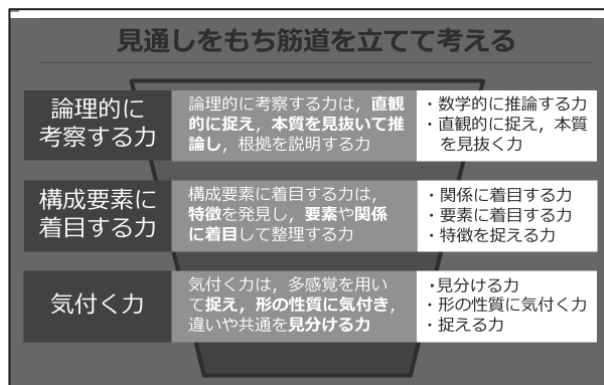 見通しをもち筋道を立てて考える
論理的に
考察する力
論理的に考察する力は，直観
的に捉え，本質を見抜いて推
論し，根拠を説明する力
・数学的に推論する力
・直観的に捉え，本質
を見抜く力
構成要素に
着目する力
構成要素に着目する力は，
特徴を発見し，要素や関係
に着目して整理する力
・関係に着目する力
・要素に着目する力
・特徴を捉える力
気付く力
気付く力は，多感覚を用い
て捉え，形の性質に気付き，
違いや共通を見分ける力
・見分ける力
・形の性質に気付く力
・捉える力